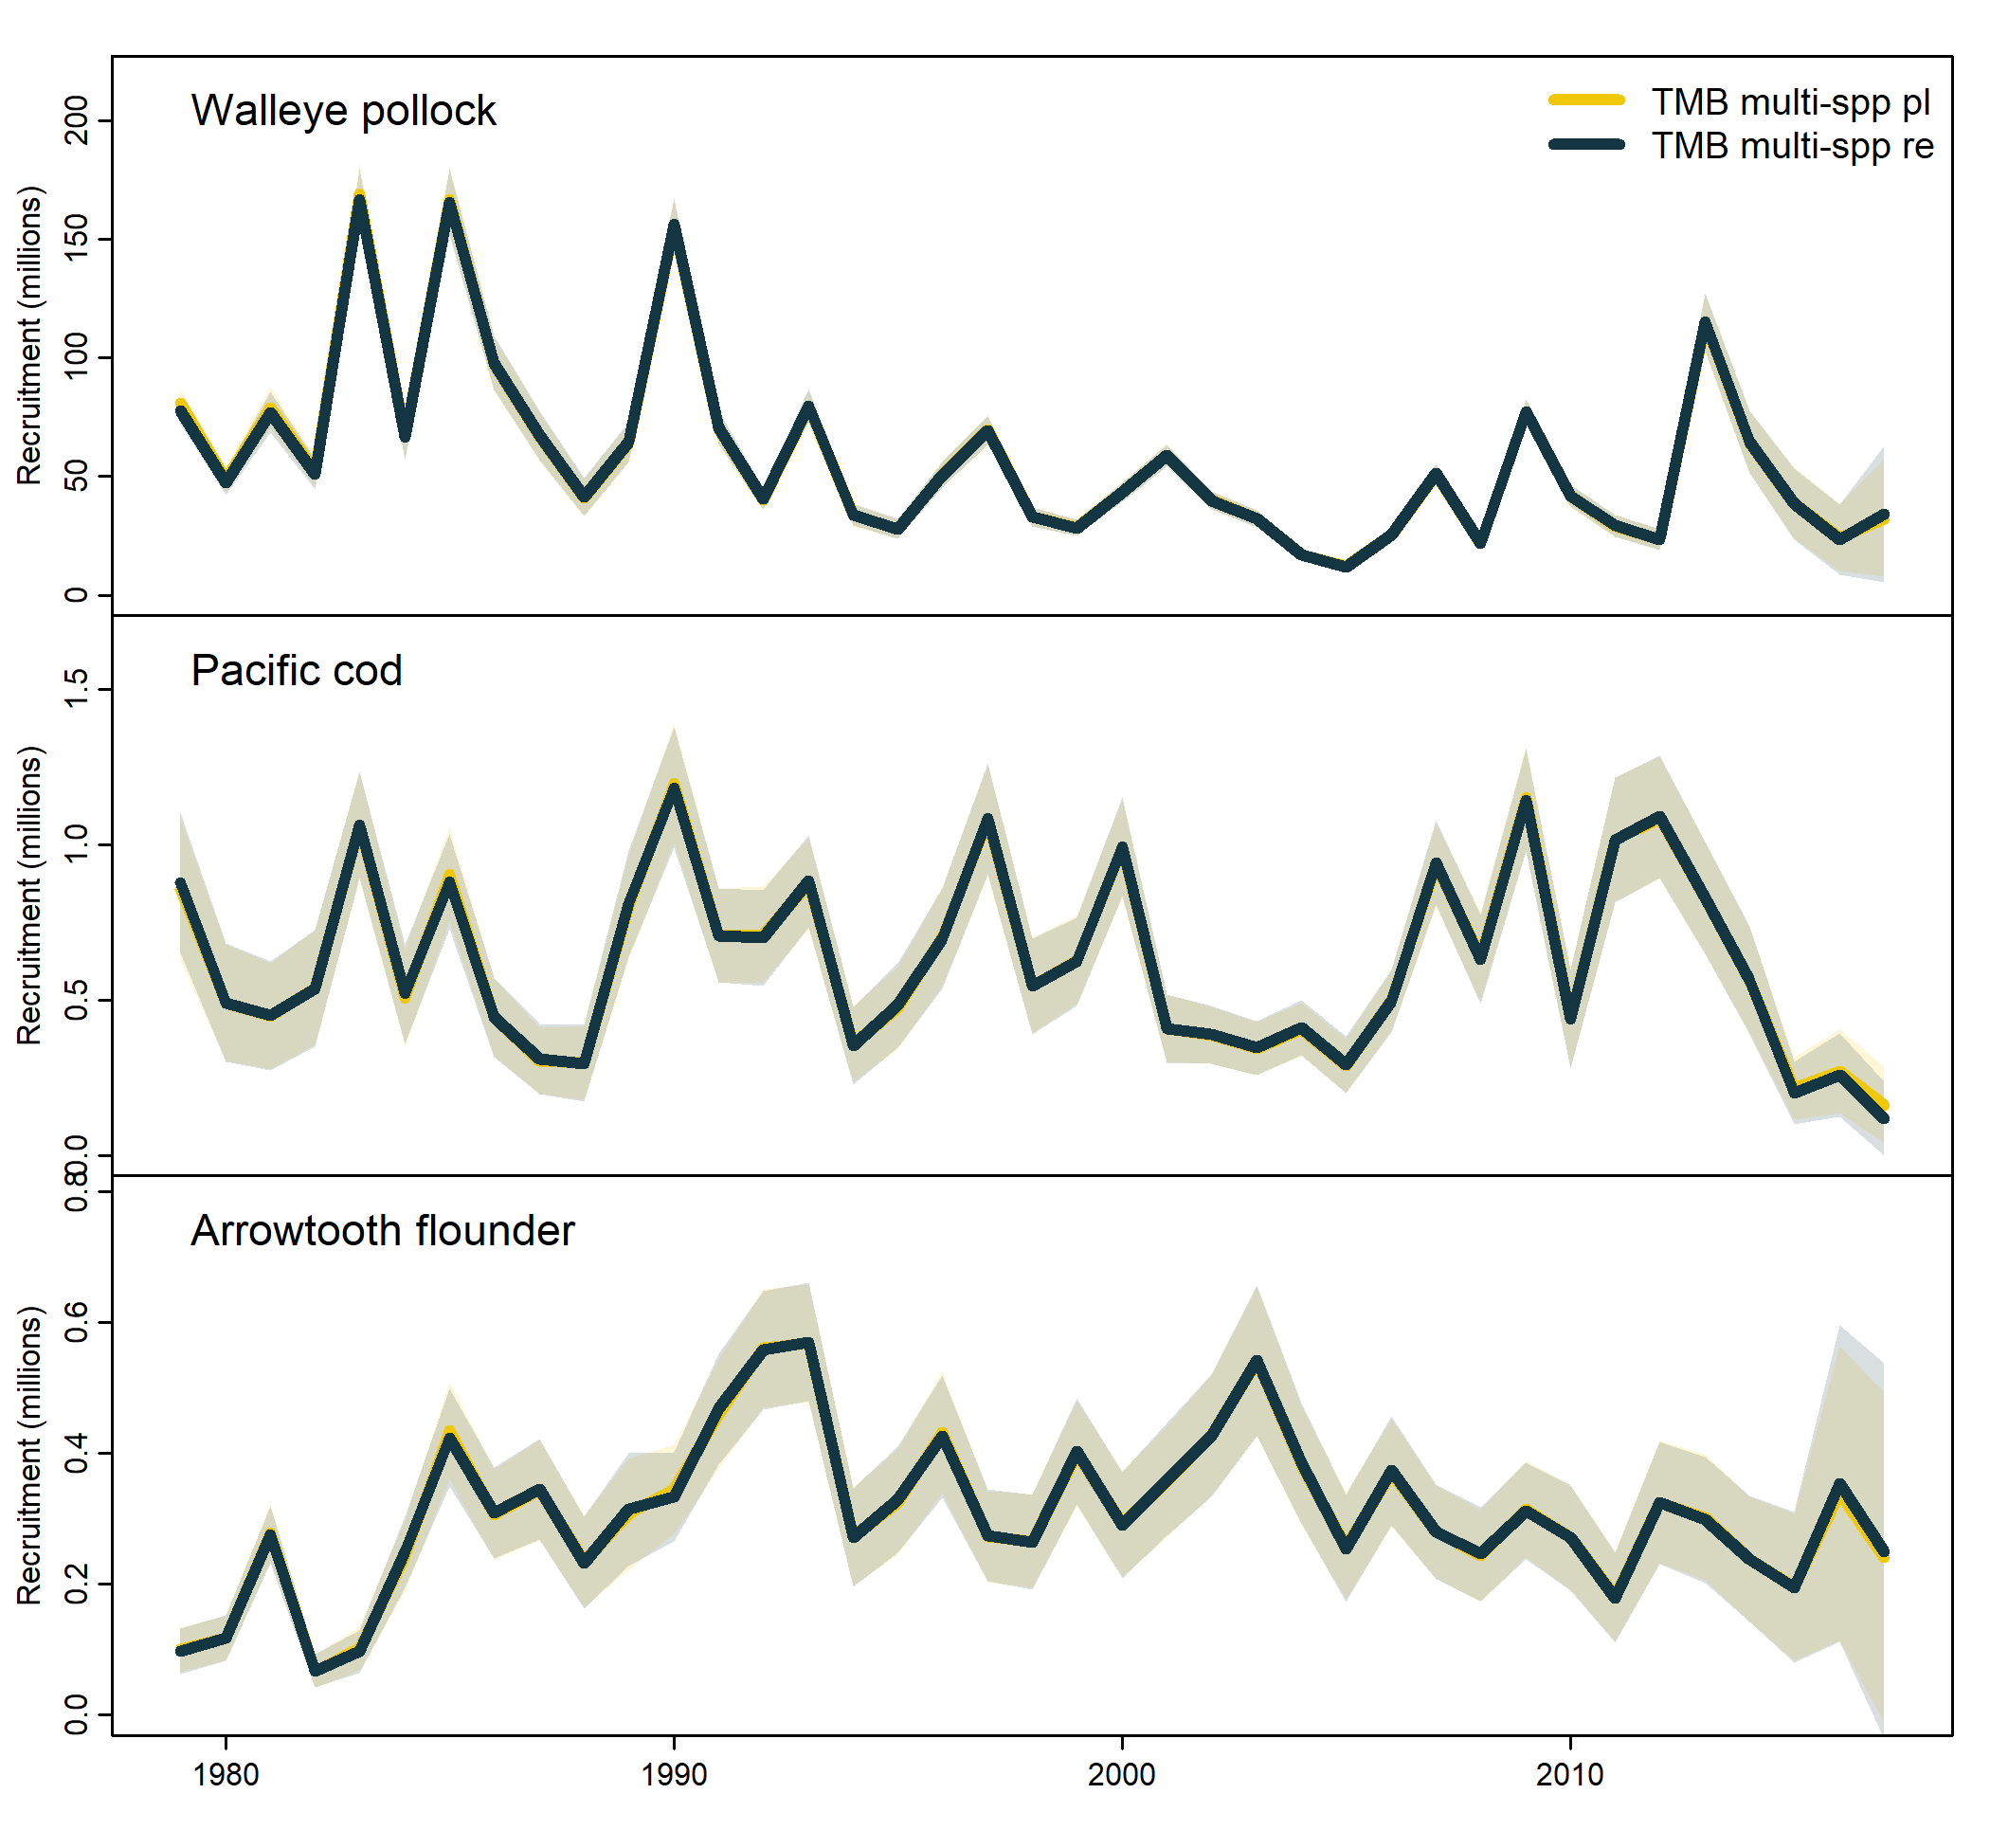 Walleye pollock
TMB multi-spp pl
TMB multi-spp re
Recruitment (millions)
200
150
100
50
0
Pacific cod
Recruitment (millions)
1.5
1.0
0.5
0.0
Arrowtooth flounder
Recruitment (millions)
0.8
0.6
0.4
0.2
0.0
1980 1990 2000 2010